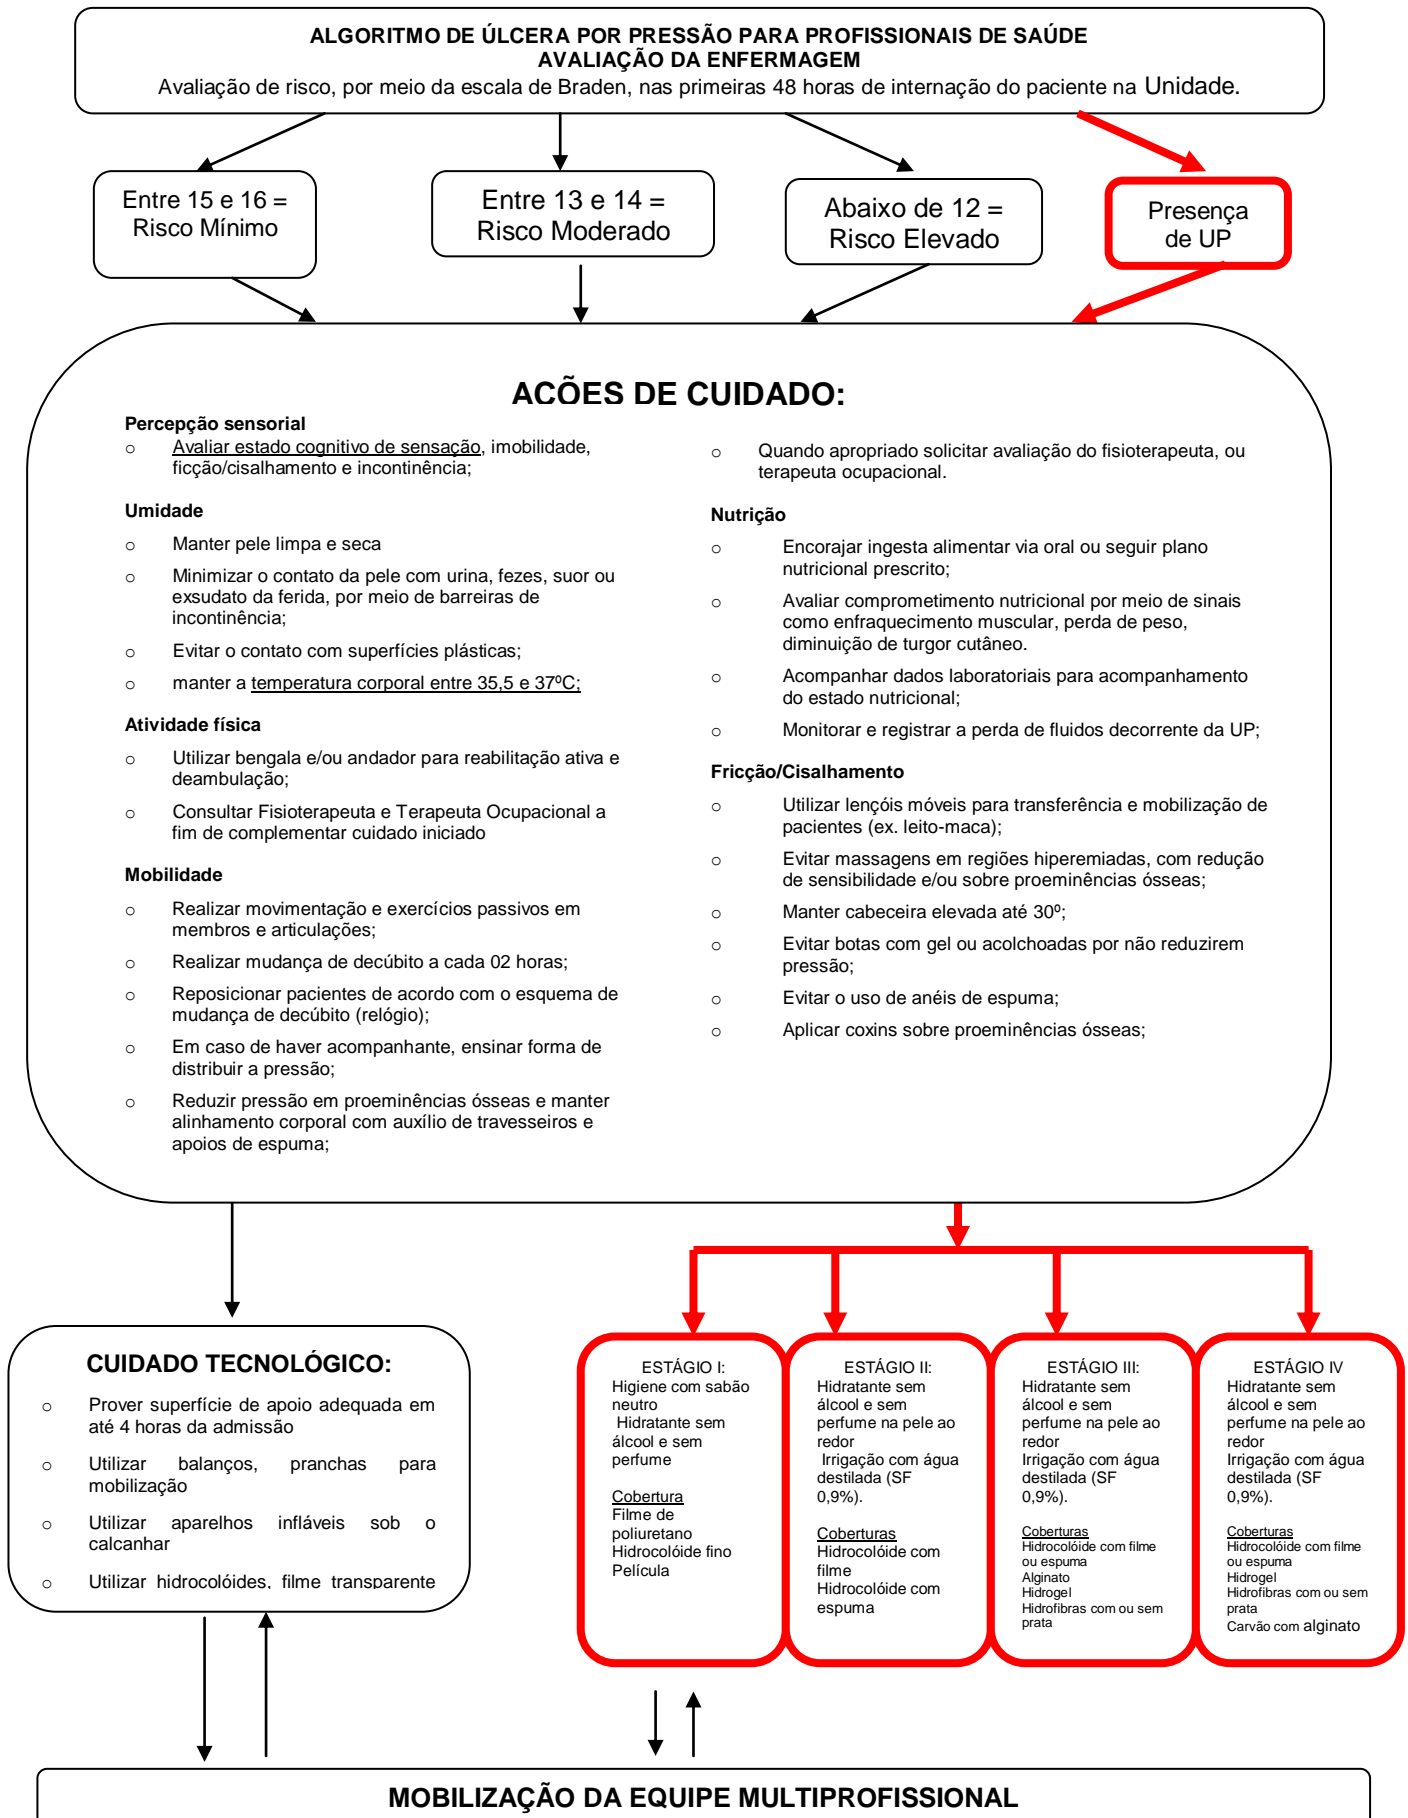 ALGORITMO DE ÚLCERA POR PRESSÃO PARA PROFISSIONAIS DE SAÚDE
AVALIAÇÃO DA ENFERMAGEM
Avaliação de risco, por meio da escala de Braden, nas primeiras 48 horas de internação do paciente na Unidade.
Entre 15 e 16 =
Risco Mínimo
Entre 13 e 14 =
Risco Moderado
Abaixo de 12 =
Risco Elevado
Presença
de UP
AÇÕES DE CUIDADO:
Percepção sensorial
o Avaliar estado cognitivo de sensação, imobilidade,
ficção/cisalhamento e incontinência;
Umidade
o Manter pele limpa e seca
o Minimizar o contato da pele com urina, fezes, suor ou
exsudato da ferida, por meio de barreiras de
incontinência;
o Evitar o contato com superfícies plásticas;
o manter a temperatura corporal entre 35,5 e 37ºC;
Atividade física
o Utilizar bengala e/ou andador para reabilitação ativa e
deambulação;
o Consultar Fisioterapeuta e Terapeuta Ocupacional a
fim de complementar cuidado iniciado
Mobilidade
o Realizar movimentação e exercícios passivos em
membros e articulações;
o Realizar mudança de decúbito a cada 02 horas;
o Reposicionar pacientes de acordo com o esquema de
mudança de decúbito (relógio);
o Em caso de haver acompanhante, ensinar forma de
distribuir a pressão;
o Reduzir pressão em proeminências ósseas e manter
alinhamento corporal com auxílio de travesseiros e
apoios de espuma;
o Quando apropriado solicitar avaliação do fisioterapeuta, ou
terapeuta ocupacional.
Nutrição
o Encorajar ingesta alimentar via oral ou seguir plano
nutricional prescrito;
o Avaliar comprometimento nutricional por meio de sinais
como enfraquecimento muscular, perda de peso,
diminuição de turgor cutâneo.
o Acompanhar dados laboratoriais para acompanhamento
do estado nutricional;
o Monitorar e registrar a perda de fluidos decorrente da UP;
Fricção/Cisalhamento
o Utilizar lençóis móveis para transferência e mobilização de
pacientes (ex. leito-maca);
o Evitar massagens em regiões hiperemiadas, com redução
de sensibilidade e/ou sobre proeminências ósseas;
o Manter cabeceira elevada até 30º;
o Evitar botas com gel ou acolchoadas por não reduzirem
pressão;
o Evitar o uso de anéis de espuma;
o Aplicar coxins sobre proeminências ósseas;
CUIDADO TECNOLÓGICO:
o Prover superfície de apoio adequada em
até 4 horas da admissão
o Utilizar balanços, pranchas para
mobilização
o Utilizar aparelhos infláveis sob o
calcanhar
o Utilizar hidrocolóides, filme transparente
ESTÁGIO I:
Higiene com sabão
neutro
Hidratante sem
álcool e sem
perfume
Cobertura
Filme de
poliuretano
Hidrocolóide fino
Película
ESTÁGIO II:
Hidratante sem
álcool e sem
perfume na pele ao
redor
Irrigação com água
destilada (SF
0,9%).
Coberturas
Hidrocolóide com
filme
Hidrocolóide com
espuma
ESTÁGIO III:
Hidratante sem
álcool e sem
perfume na pele ao
redor
Irrigação com água
destilada (SF
0,9%).
Coberturas
Hidrocolóide com filme
ou espuma
Alginato
Hidrogel
Hidrofibras com ou sem
prata
ESTÁGIO IV
Hidratante sem
álcool e sem
perfume na pele ao
redor
Irrigação com água
destilada (SF
0,9%).
Coberturas
Hidrocolóide com filme
ou espuma
Hidrogel
Hidrofibras com ou sem
prata
Carvão com alginato
MOBILIZAÇÃO DA EQUIPE MULTIPROFISSIONAL